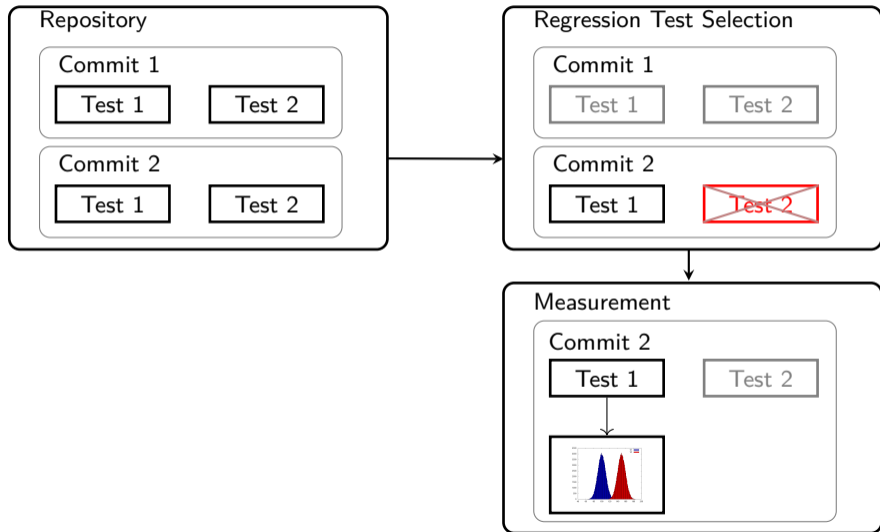 Repository
Commit 1
Test 1 Test 2
Commit 2
Test 1 Test 2
Regression Test Selection
Commit 1
Test 1 Test 2
Commit 2
Test 1 Test 2
Measurement
Commit 2
Test 1 Test 2